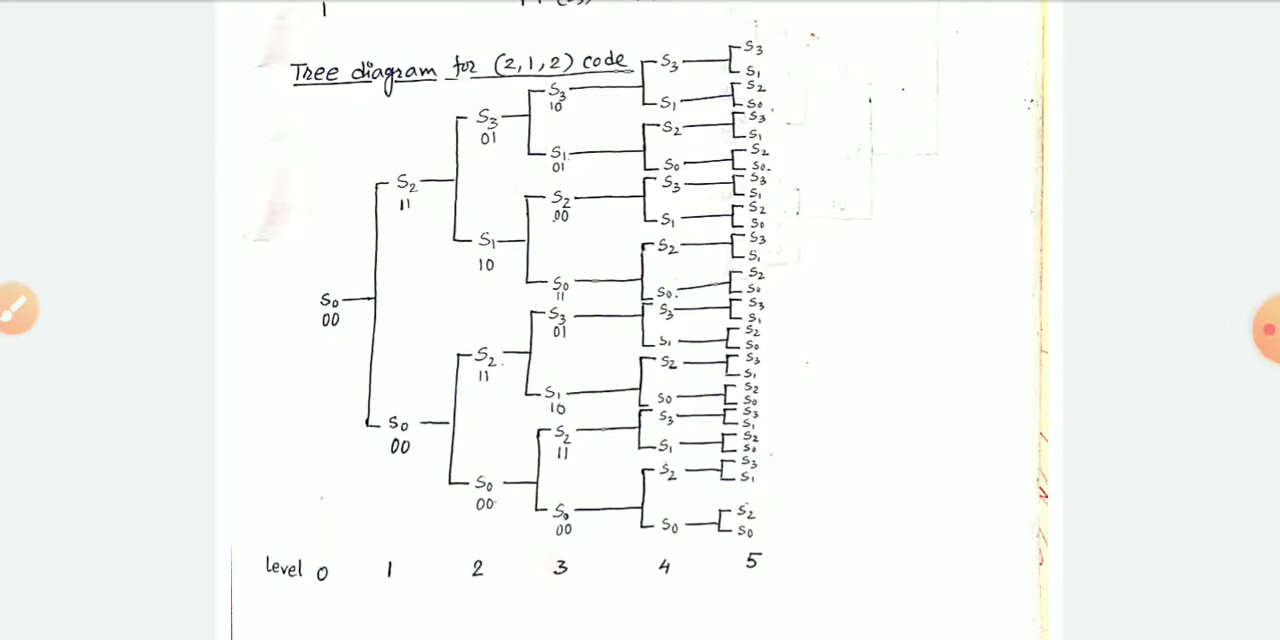 Tree diagram for (2,1,2) code
S3 S3
S1
S3 S2
10 S1 S0
S3 S3
01 S2 S1
S1 S2
01 S0 S0
S2 S3 S3
11 S1
S2 S2
00 S1 S0
S1 S3
10 S2 S1
S0 S2
11 S0 S0
S0
00
S3 S3 S3
01 S1
S1 S2
S0
S2 S2 S3
11 S1
S1 S0 S2
10 S0
S0 S3 S3
00 S1
S2 S1 S2
11 S0
S0 S2 S3
00 S1
S0 S2
00 S0 S0
level 0 1 2 3 4 5